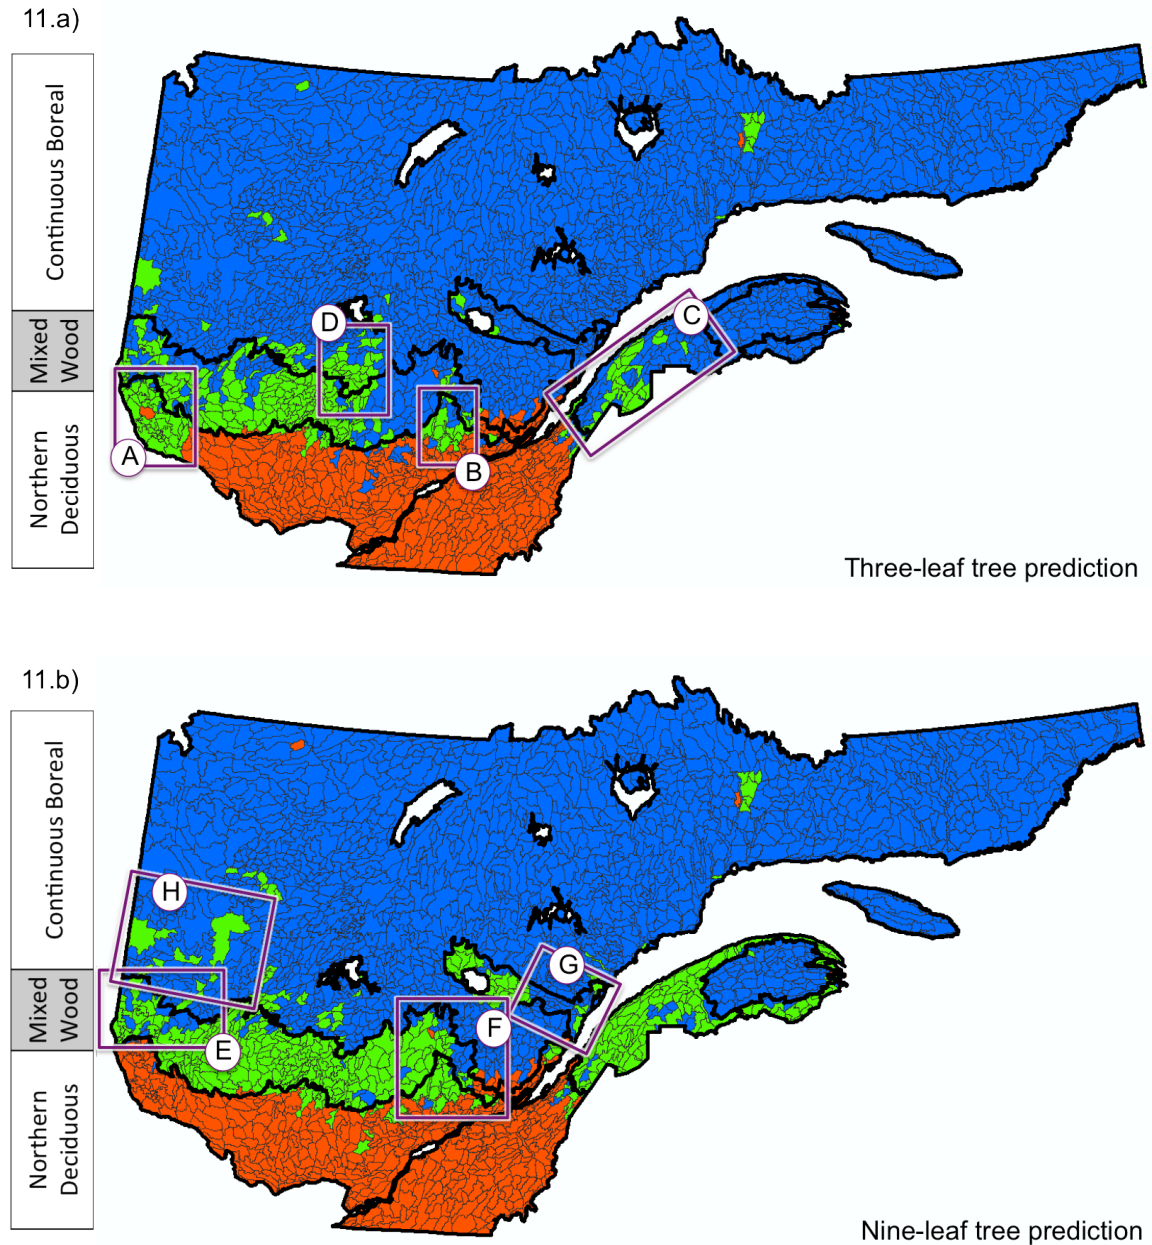 11.a)
Continuous Boreal
Mixed
Wood
Northern
Deciduous
D
C
A
B
Three-leaf tree prediction
11.b)
Continuous Boreal
Mixed
Wood
Northern
Deciduous
H
G
F
E
Nine-leaf tree prediction